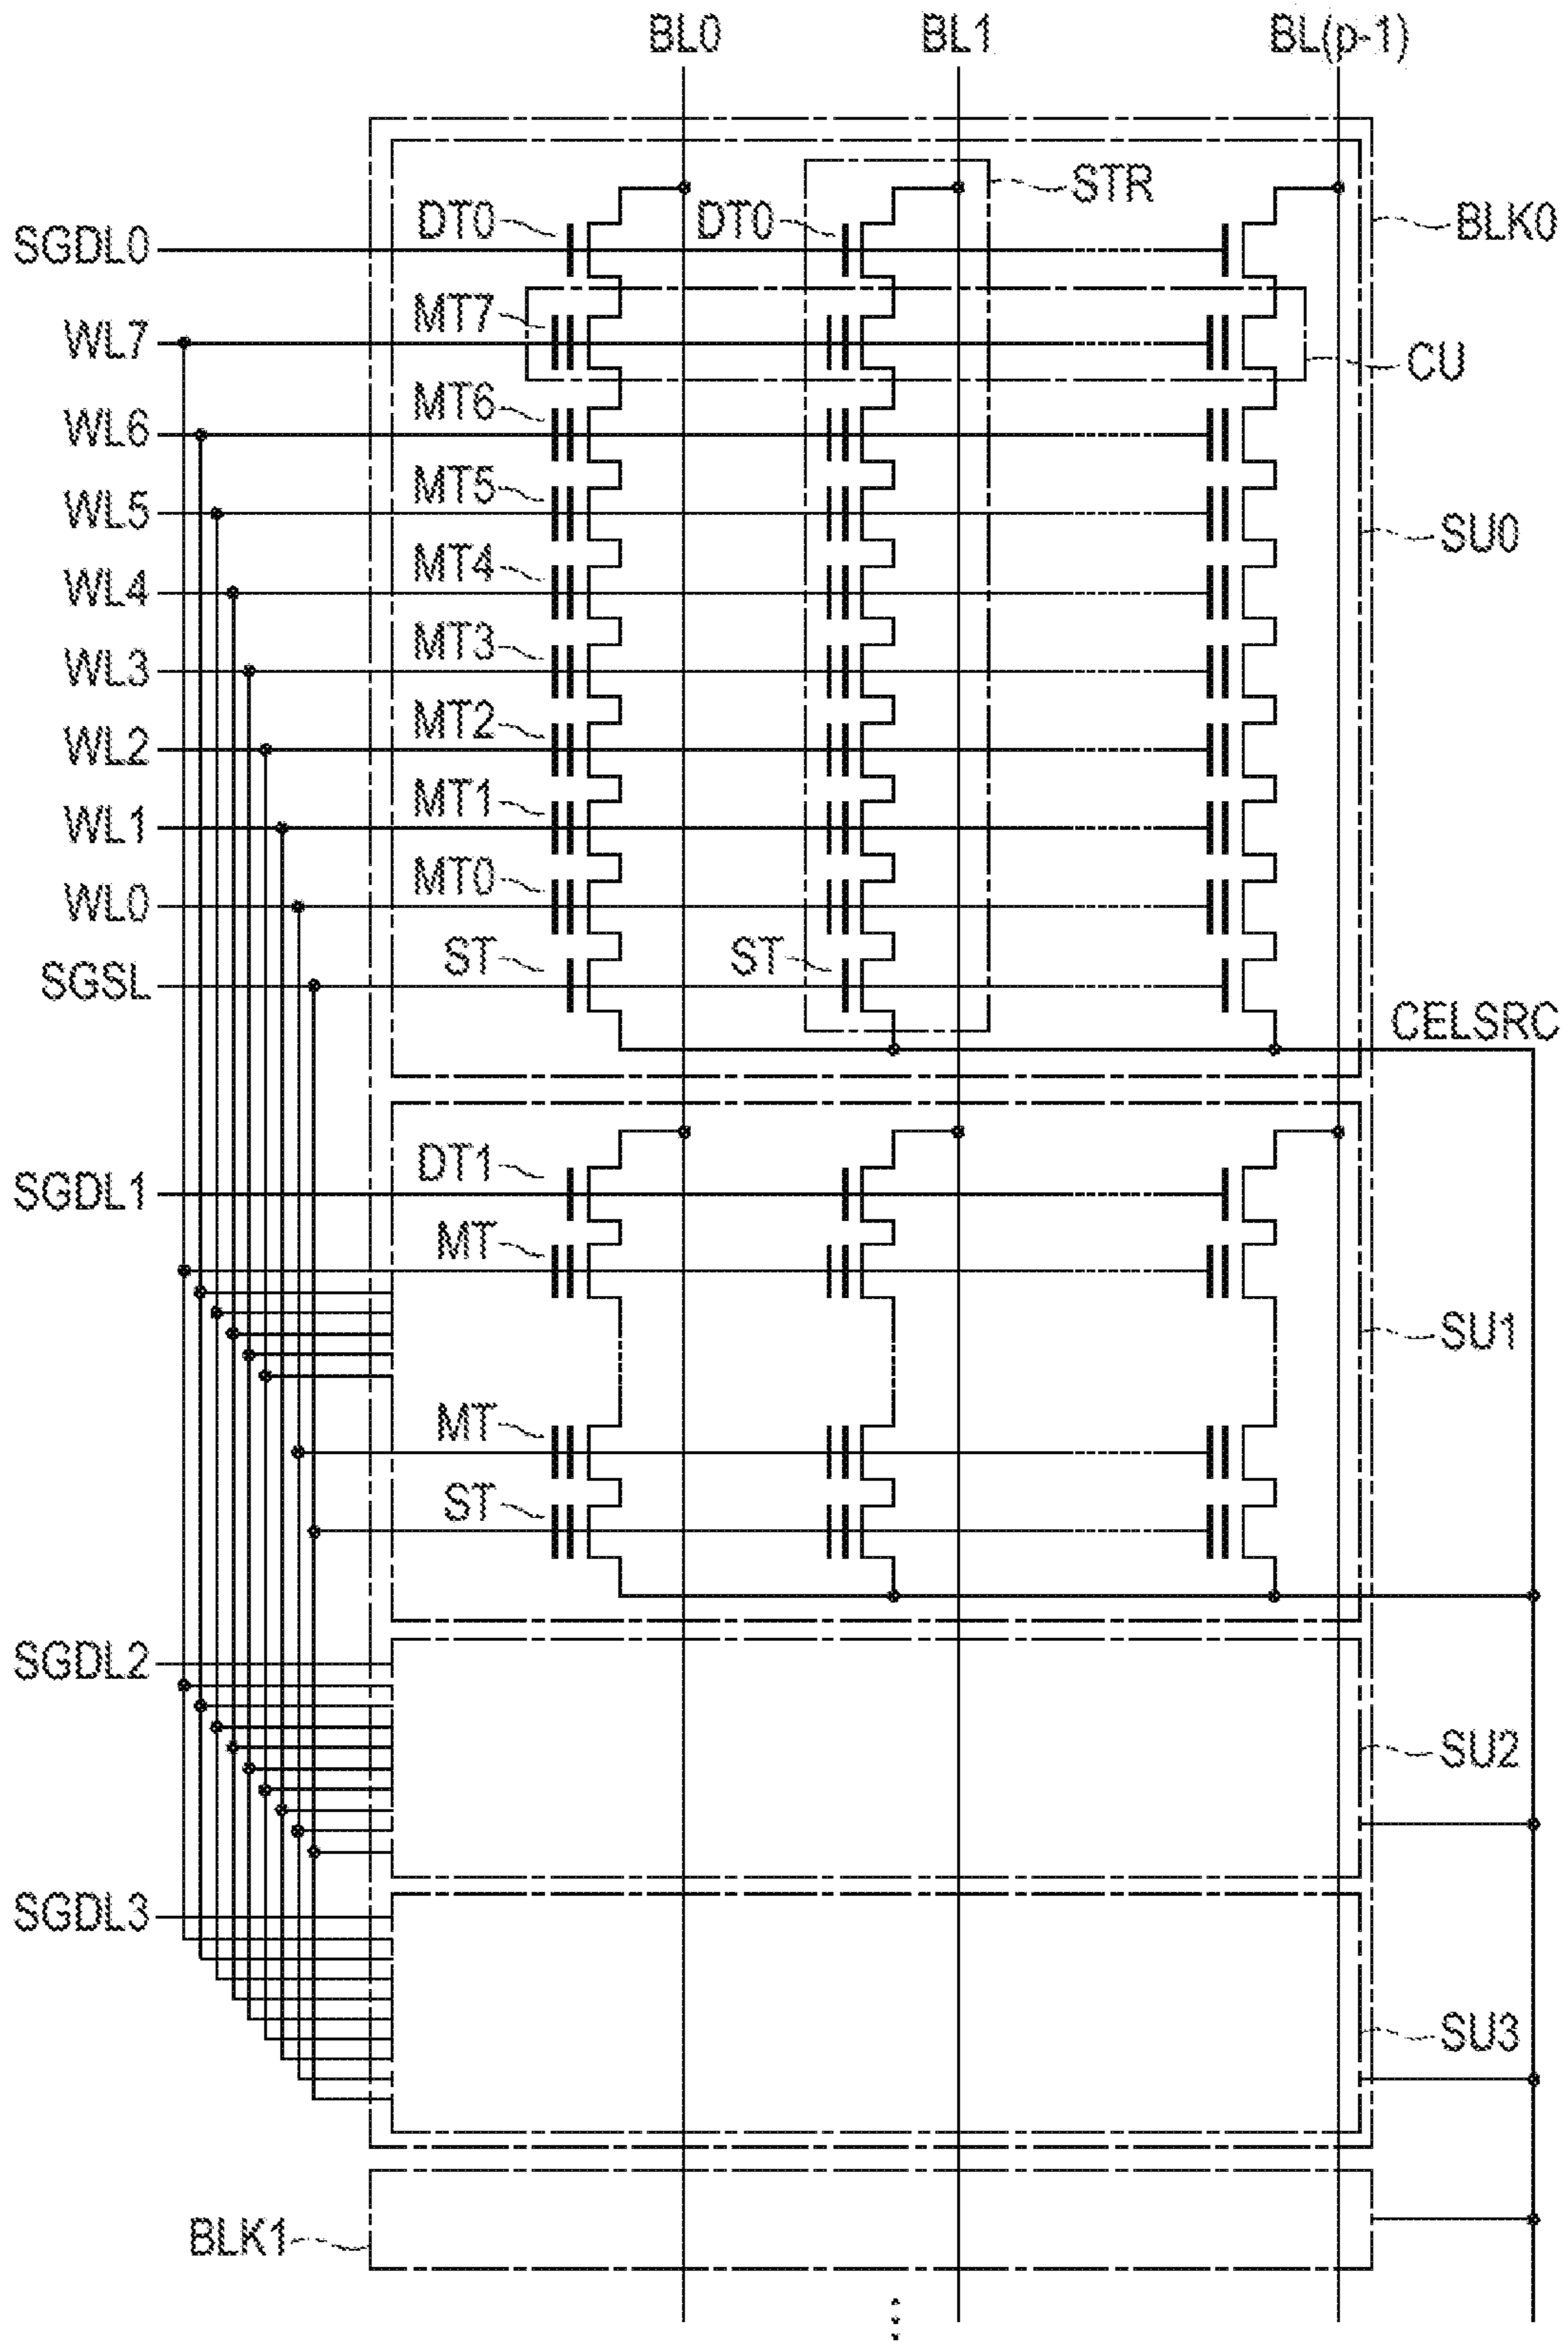 BL0 BL1 BL(p-1)
STR
DT0 DT0 BLK0
SGDL0
MT7
WL7
CU
MT6
WL6
MT5
WL5 SU0
MT4
WL4
MT3
WL3
MT2
WL2
MT1
WL1
MT0
WL0
ST ST
SGSL
CELSRC
DT1
SGDL1
MT
SU1
MT
ST
SGDL2
SU2
SGDL3
SU3
BLK1